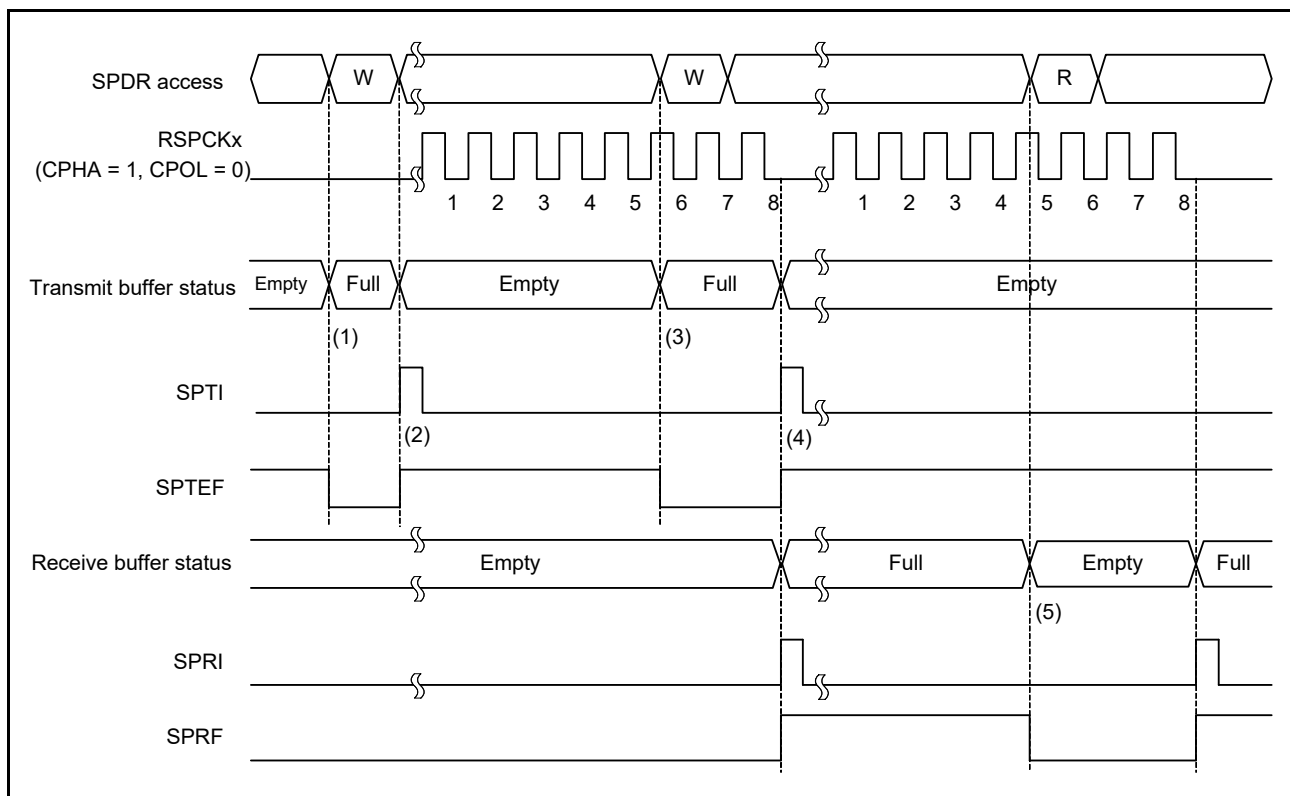 SPDR access
W
W
R
RSPCKx
(CPHA = 1, CPOL = 0)
1 2 3 4 5 6 7 8 1 2 3 4 5 6 7 8
Transmit buffer status
Empty Full Empty Full Empty
(1) (3)
SPTI
(2) (4)
SPTEF
Receive buffer status
Empty Full Empty Full
(5)
SPRI
SPRF